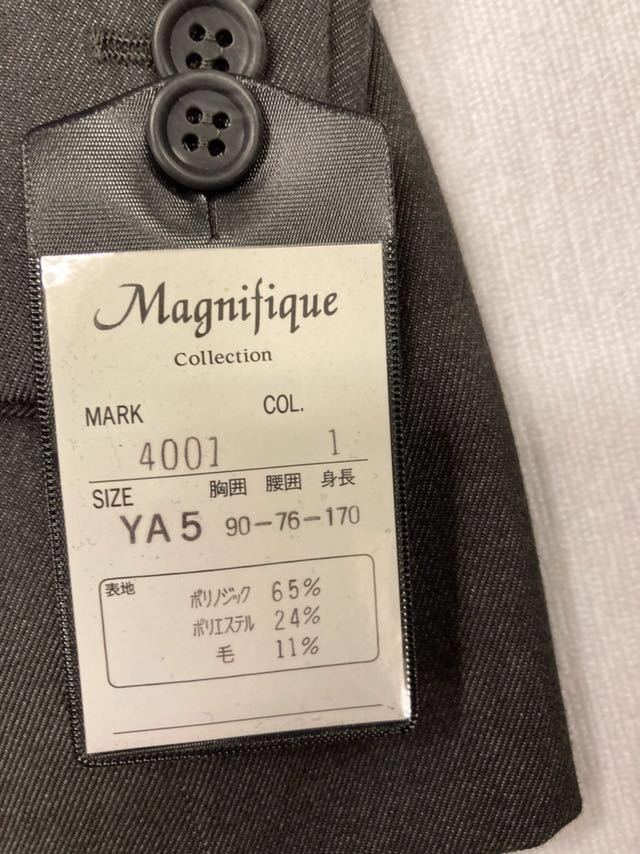 Magnifique
Collection
MARK COL.
4001 1
SIZE 胸囲 腰囲 身長
YA5 90-76-170
表地 ポリノジック 65%
ポリエステル 24%
毛 11%